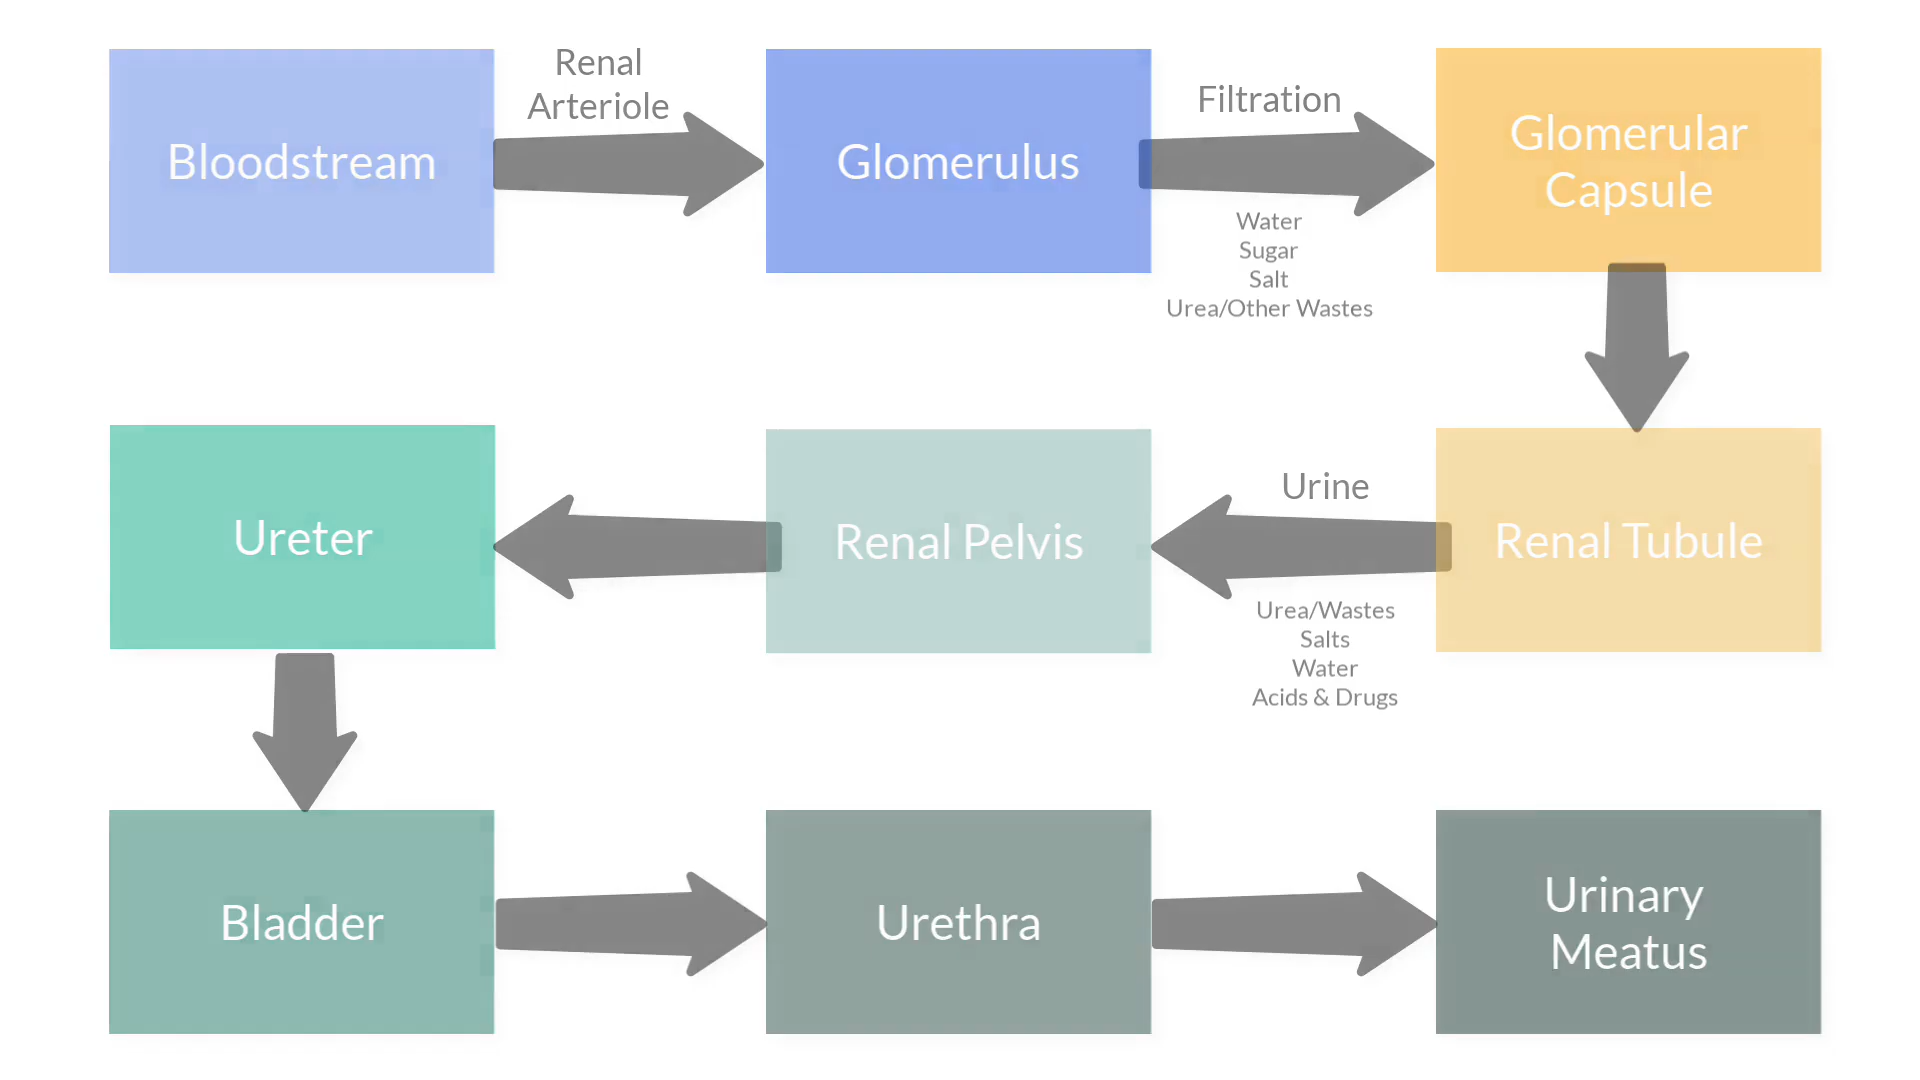 Renal
Arteriole
Bloodstream
Glomerulus
Filtration
Water
Sugar
Salt
Urea/Other Wastes
Glomerular
Capsule
Ureter
Renal Pelvis
Urine
Urea/Wastes
Salts
Water
Acids & Drugs
Renal Tubule
Bladder
Urethra
Urinary
Meatus